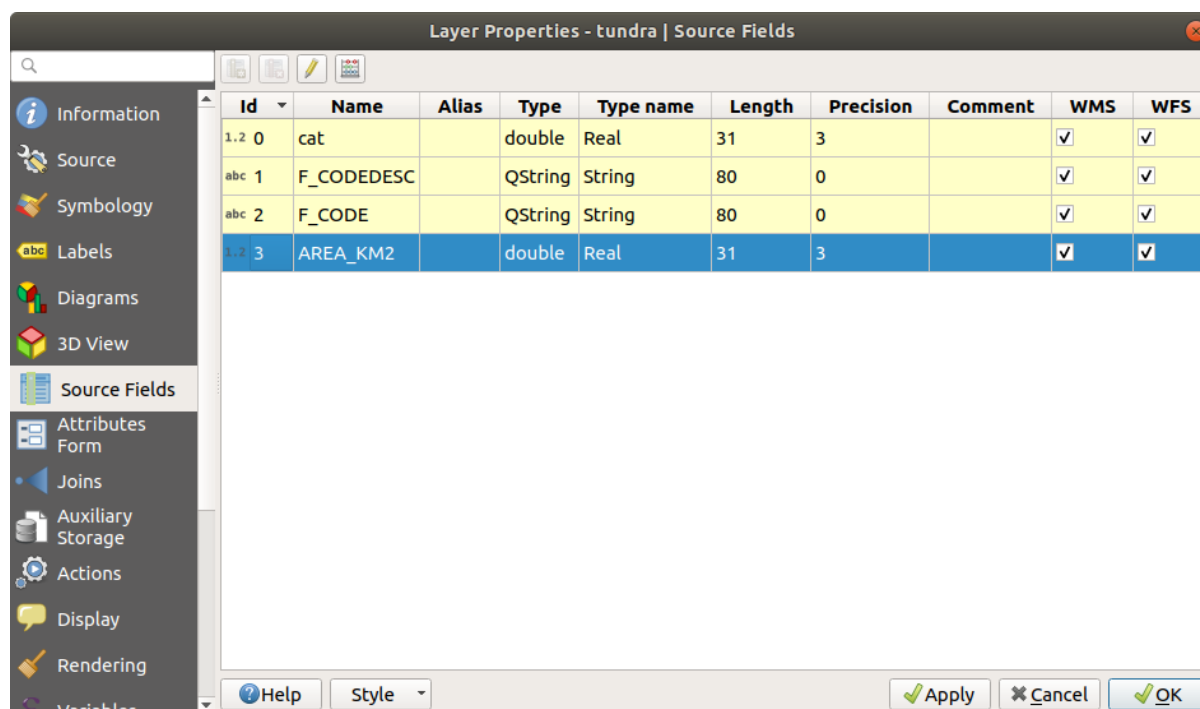 Layer Properties - tundra | Source Fields
Information
Source
Symbology
abc Labels
Diagrams
3D View
Source Fields
Attributes
Form
Joins
Auxiliary
Storage
Actions
Display
Rendering
Variables
Id Name Alias Type Type name Length Precision Comment WMS WFS
1.2 0 cat double Real 31 3
abc 1 F_CODEDESC QString String 80 0
abc 2 F_CODE QString String 80 0
1.2 3 AREA_KM2 double Real 31 3
Help Style Apply Cancel OK